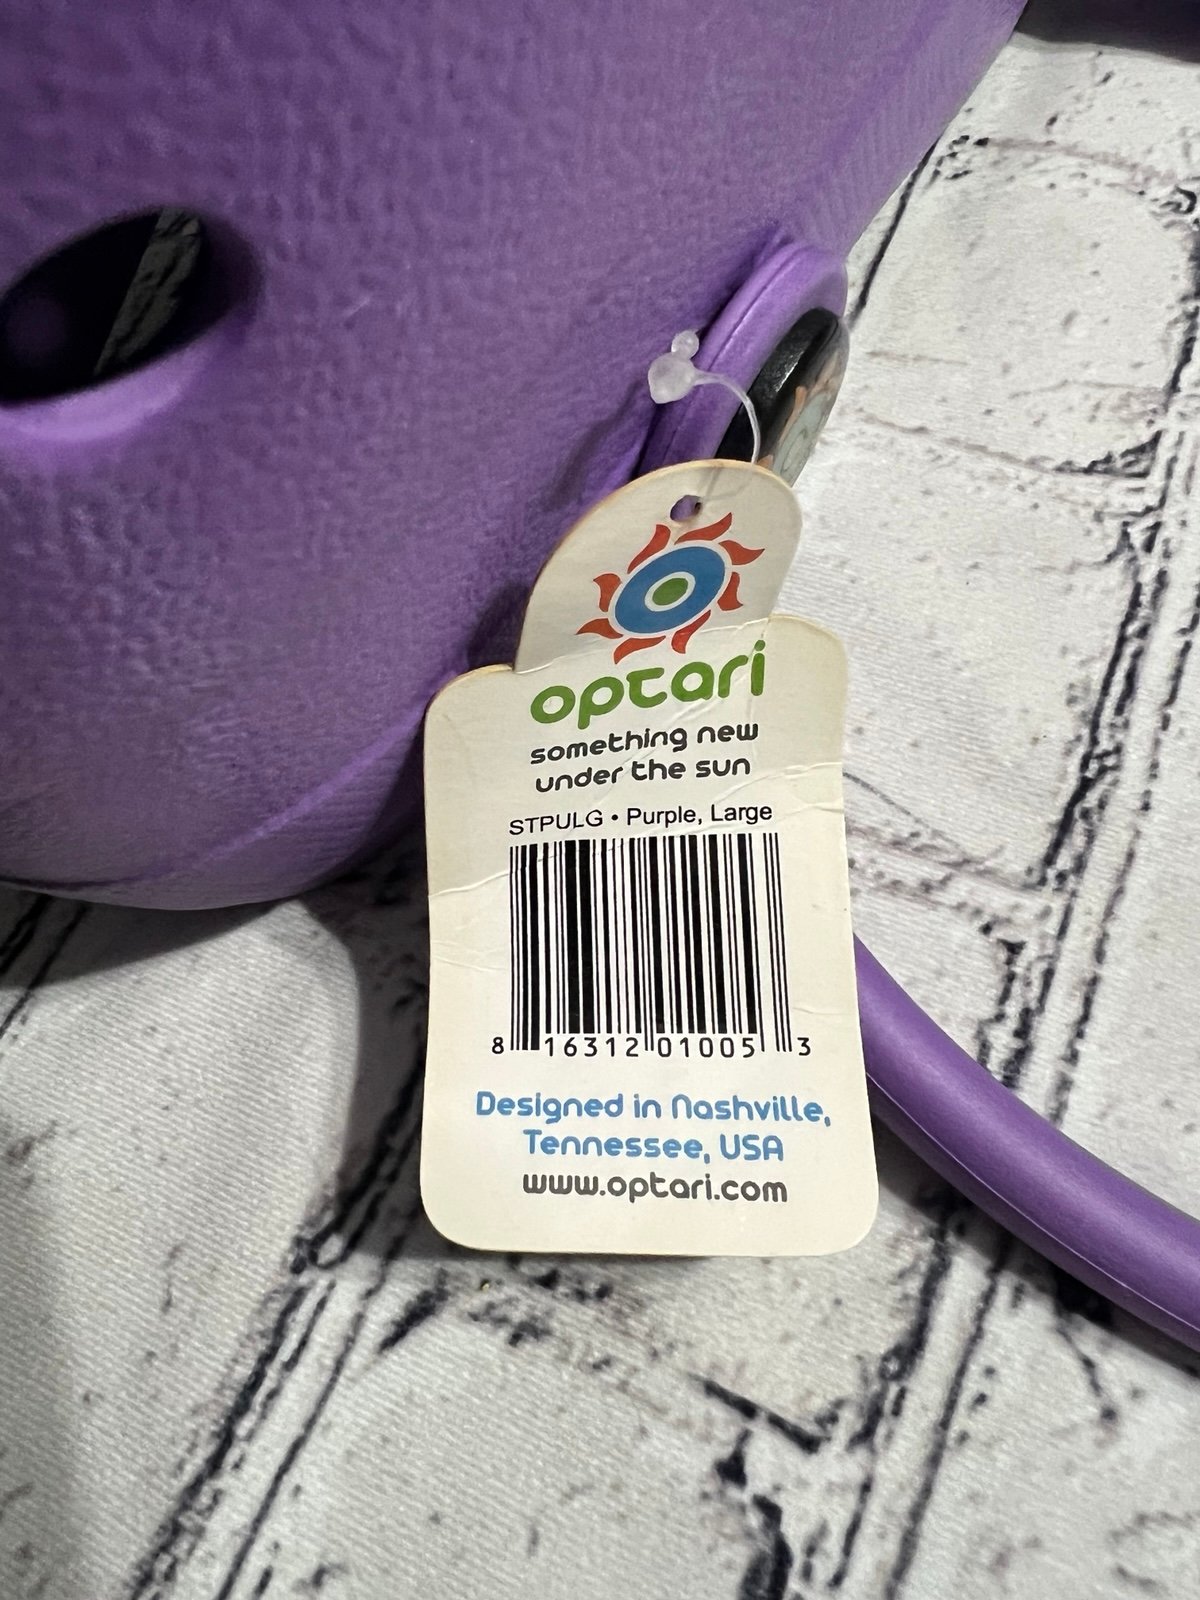 optari
something new
under the sun
STPULG • Purple, Large
8 16312 01005 3
Designed in Nashville,
Tennessee, USA
www.optari.com